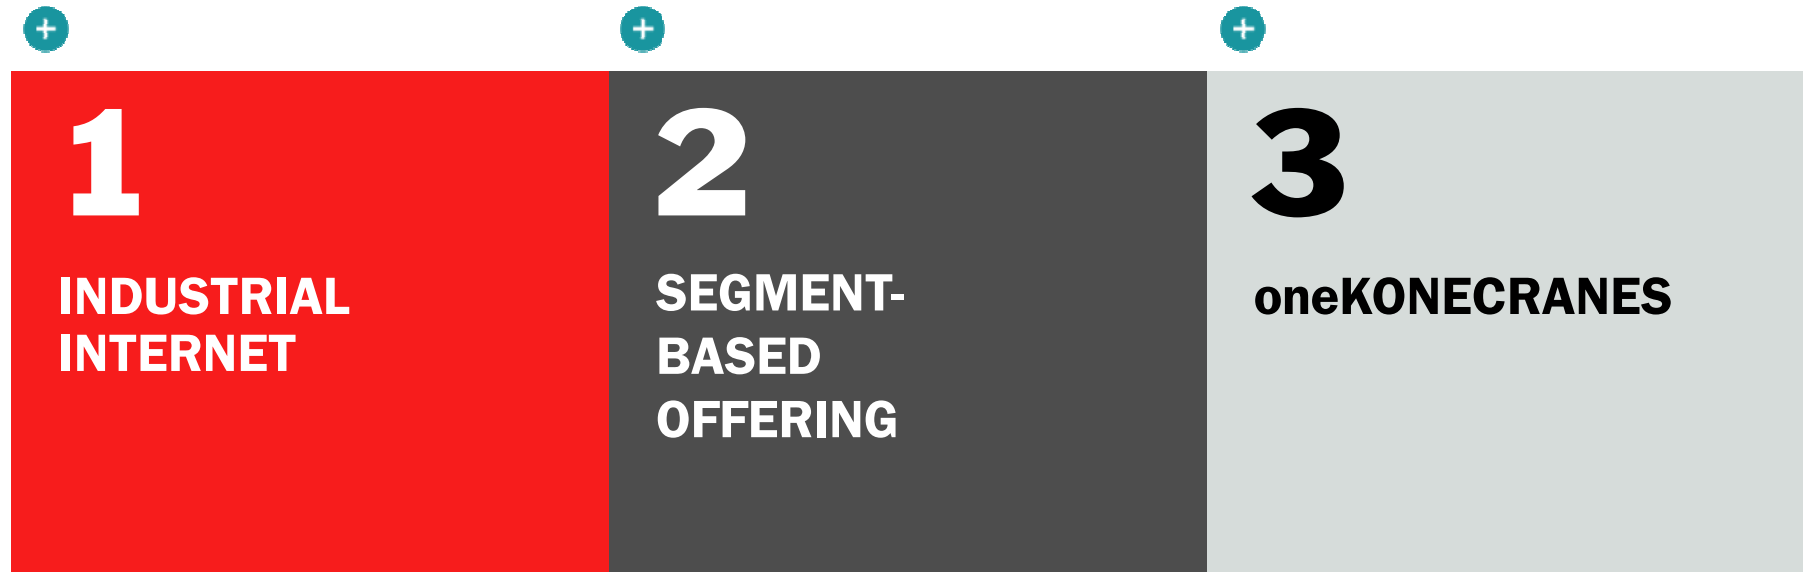 1
INDUSTRIAL
INTERNET
2
SEGMENT-
BASED
OFFERING
3
oneKONECRANES